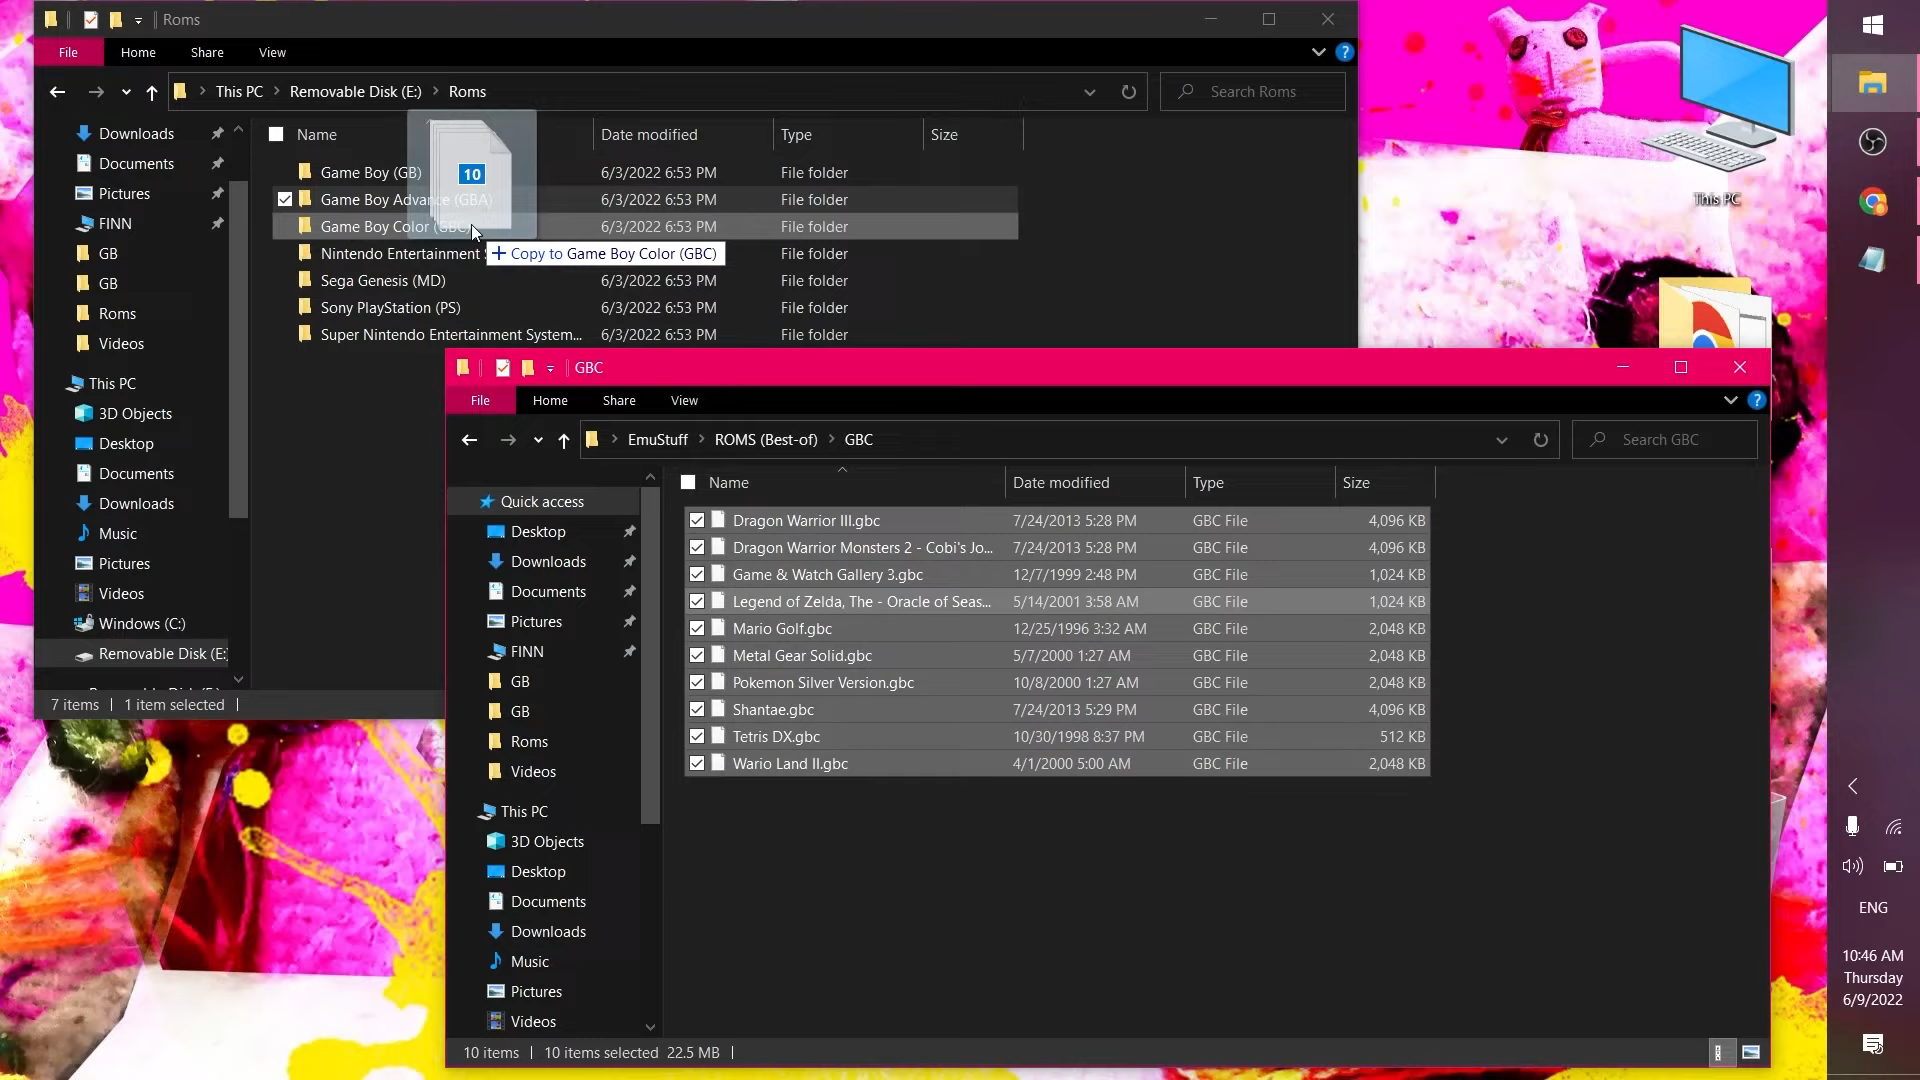 Roms
File Home Share View
This PC Removable Disk (E:) Roms
Search Roms
Name Date modified Type Size
Downloads
Documents
Pictures
FINN
GB
GB
Roms
Videos
This PC
3D Objects
Desktop
Documents
Downloads
Music
Pictures
Videos
Windows (C:)
Removable Disk (E:
Game Boy (GB) 6/3/2022 6:53 PM File folder
Game Boy Advance (GBA) 6/3/2022 6:53 PM File folder
Game Boy Color (GBC) 6/3/2022 6:53 PM File folder
Nintendo Entertainment 6/3/2022 6:53 PM File folder
Sega Genesis (MD) 6/3/2022 6:53 PM File folder
Sony PlayStation (PS) 6/3/2022 6:53 PM File folder
Super Nintendo Entertainment System... 6/3/2022 6:53 PM File folder
10
Copy to Game Boy Color (GBC)
7 items 1 item selected
This PC
GBC
File Home Share View
EmuStuff ROMS (Best-of) GBC
Search GBC
Name Date modified Type Size
Quick access
Desktop
Downloads
Documents
Pictures
FINN
GB
GB
Roms
Videos
This PC
3D Objects
Desktop
Documents
Downloads
Music
Pictures
Videos
Dragon Warrior III.gbc 7/24/2013 5:28 PM GBC File 4,096 KB
Dragon Warrior Monsters 2 - Cobi's Jo... 7/24/2013 5:28 PM GBC File 4,096 KB
Game & Watch Gallery 3.gbc 12/7/1999 2:48 PM GBC File 1,024 KB
Legend of Zelda, The - Oracle of Seas... 5/14/2001 3:58 AM GBC File 1,024 KB
Mario Golf.gbc 12/25/1996 3:32 AM GBC File 2,048 KB
Metal Gear Solid.gbc 5/7/2000 1:27 AM GBC File 2,048 KB
Pokemon Silver Version.gbc 10/8/2000 1:27 AM GBC File 2,048 KB
Shantae.gbc 7/24/2013 5:29 PM GBC File 4,096 KB
Tetris DX.gbc 10/30/1998 8:37 PM GBC File 512 KB
Wario Land II.gbc 4/1/2000 5:00 AM GBC File 2,048 KB
10 items 10 items selected 22.5 MB
ENG
10:46 AM
Thursday
6/9/2022